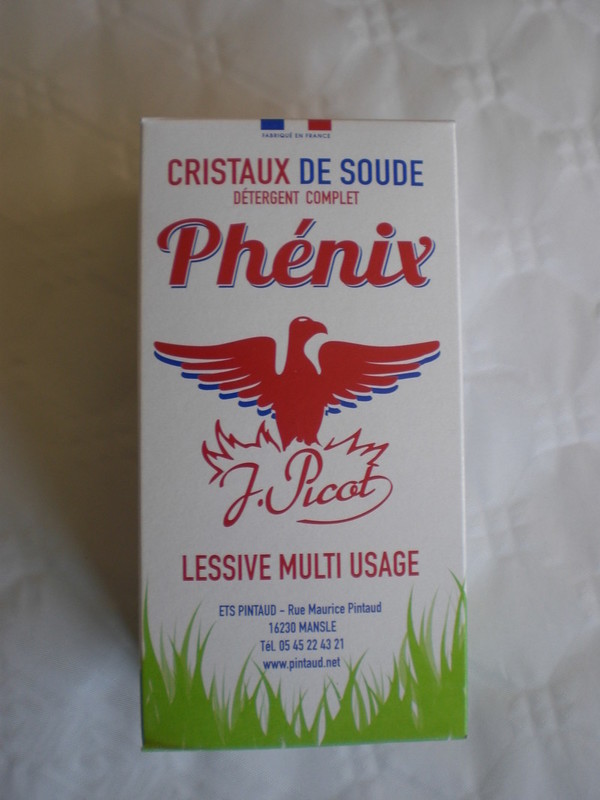 FABRIQUÉ EN FRANCE
CRISTAUX DE SOUDE
DÉTERGENT COMPLET
Phénix
J. Picot
LESSIVE MULTI USAGE
ETS PINTAUD - Rue Maurice Pintaud
16230 MANSLE
Tél. 05 45 22 43 21
www.pintaud.net